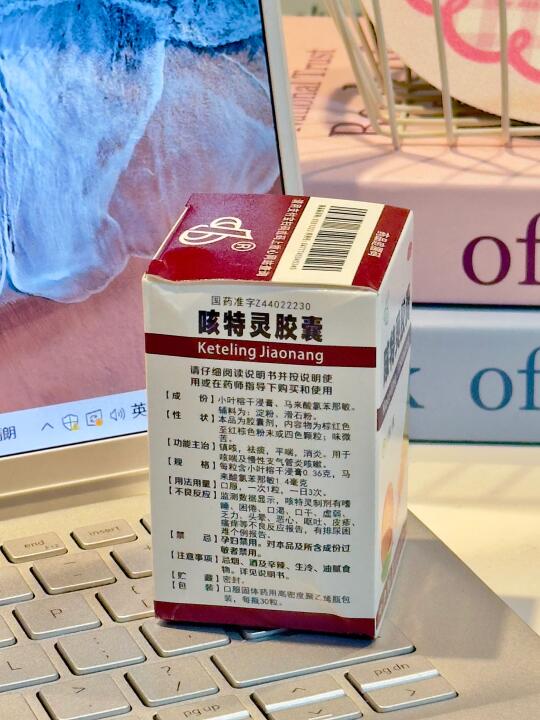 国药准字Z44022230
咳特灵胶囊
Keteling Jiaonang
请仔细阅读说明书并按说明使
用或在药师指导下购买和使用
【成 份】小叶榕干浸膏、马来酸氯苯那敏。
辅料为：淀粉、滑石粉。
【性 状】本品为胶囊剂，内容物为棕红色
至红棕色粉末或四色颗粒；味微
苦。
【功能主治】镇咳，祛痰，平喘，消炎。用于
咳喘及慢性支气管炎咳嗽。
【规 格】每粒含小叶榕干浸膏0.36克，马
来酸氯苯那敏1.4毫克
【用法用量】口服，一次1粒，一日3次。
【不良反应】监测数据显示，咳特灵制剂有嗜
睡、困倦、口渴、口干、虚弱、
乏力、头晕、恶心、呕吐、皮疹、
瘙痒等不良反应报告，有排尿困
难个例报告。
【禁 忌】孕妇禁用。对本品及所含成份过
敏者禁用。
【注意事项】忌烟、酒及辛辣、生冷、油腻食
物。详见说明书。
【贮 藏】密封。
【包 装】口服固体药用高密度聚乙烯瓶包
装，每瓶30粒。
of
of
英
end
insert
pg up
pg dn
P
L